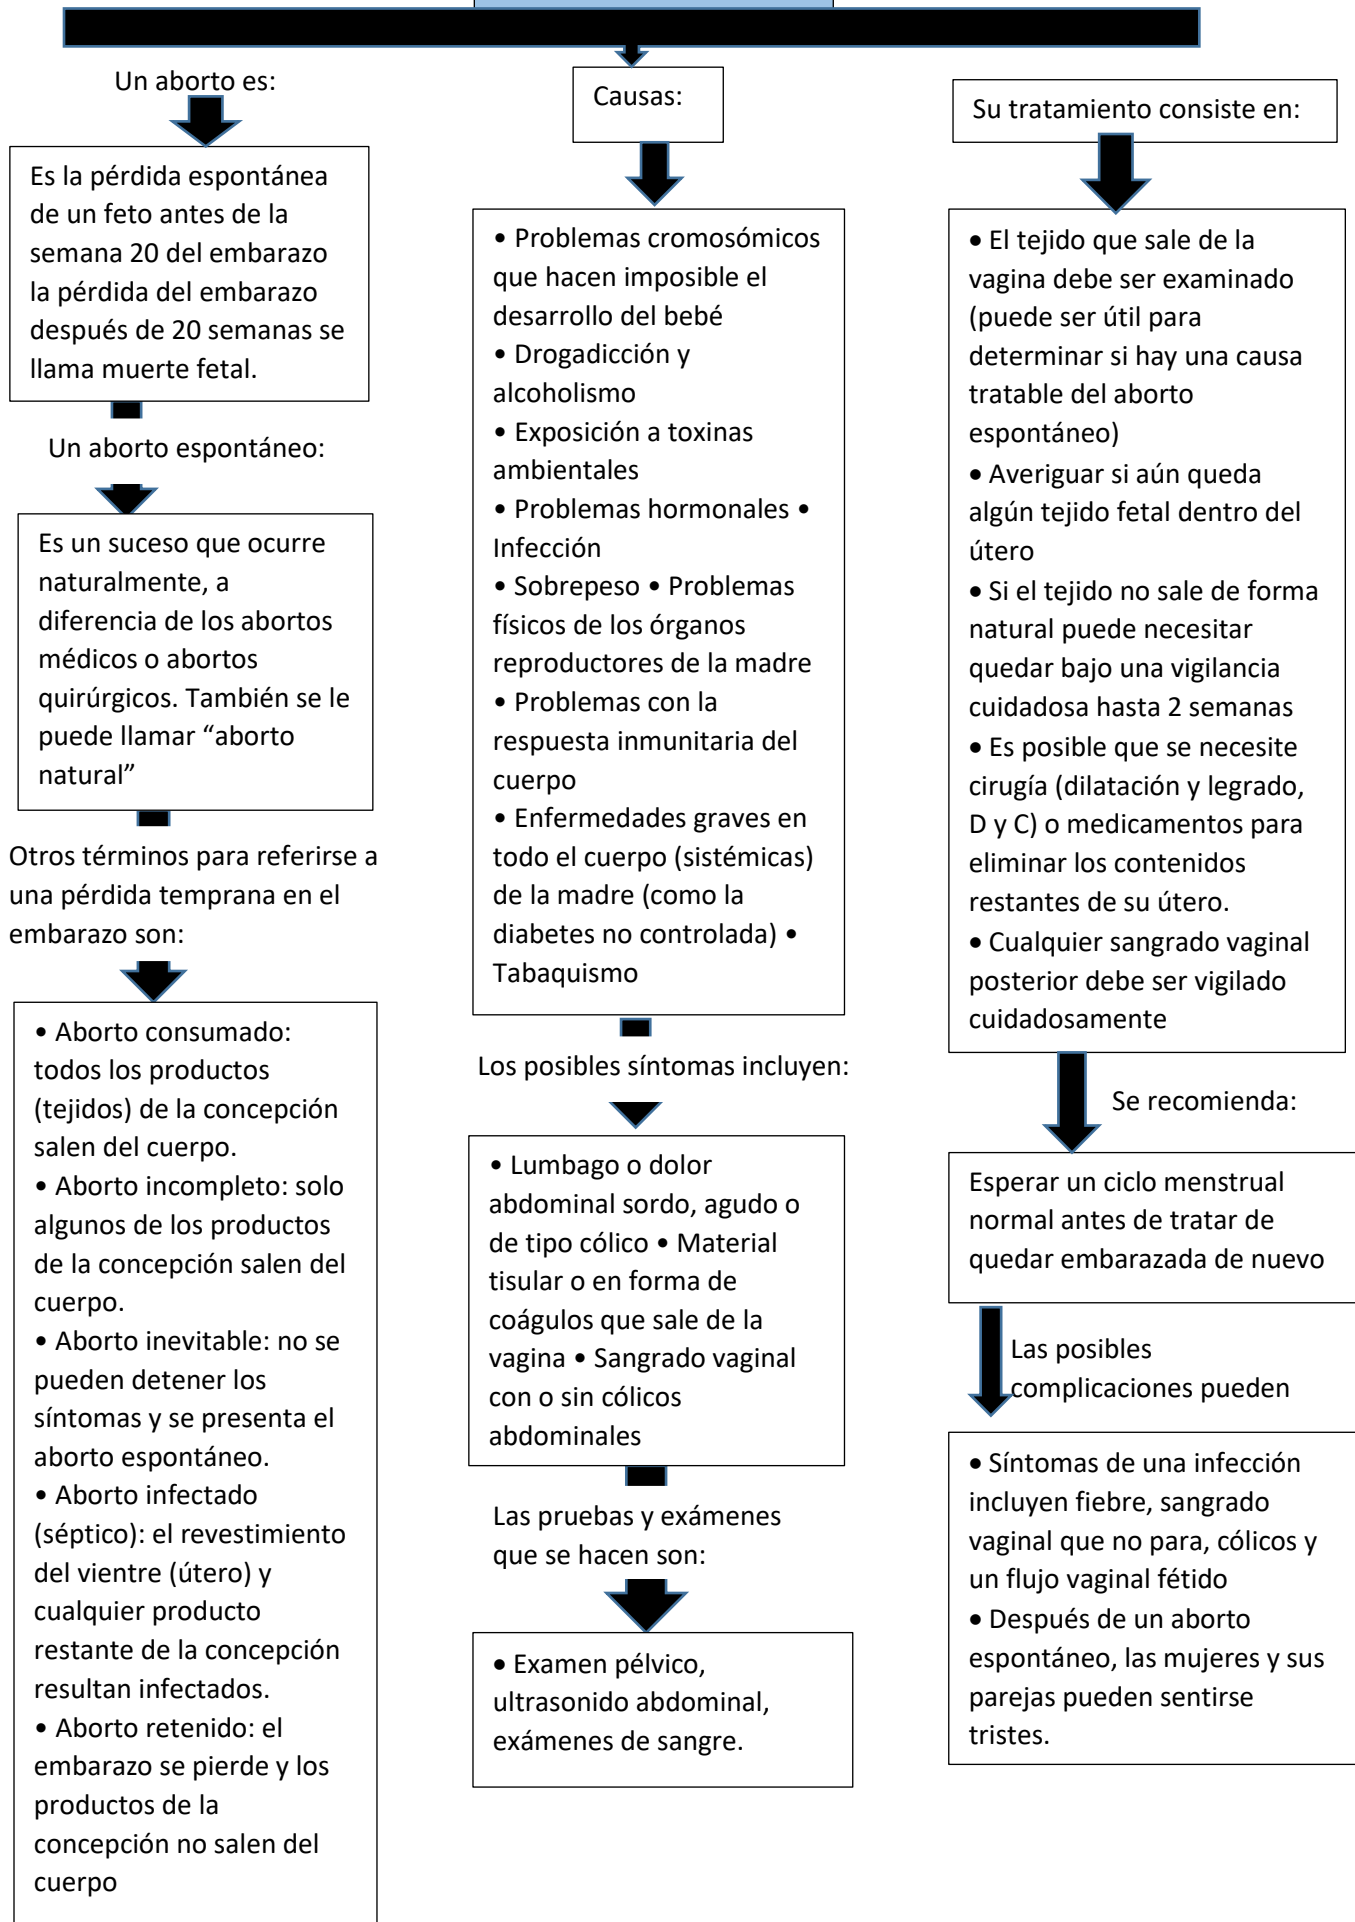 Un aborto es:
Es la pérdida espontánea
de un feto antes de la
semana 20 del embarazo
la pérdida del embarazo
después de 20 semanas se
llama muerte fetal.
Un aborto espontáneo:
Es un suceso que ocurre
naturalmente, a
diferencia de los abortos
médicos o abortos
quirúrgicos. También se le
puede llamar “aborto
natural”
Otros términos para referirse a
una pérdida temprana en el
embarazo son:
• Aborto consumado:
todos los productos
(tejidos) de la concepción
salen del cuerpo.
• Aborto incompleto: solo
algunos de los productos
de la concepción salen del
cuerpo.
• Aborto inevitable: no se
pueden detener los
síntomas y se presenta el
aborto espontáneo.
• Aborto infectado
(séptico): el revestimiento
del vientre (útero) y
cualquier producto
restante de la concepción
resultan infectados.
• Aborto retenido: el
embarazo se pierde y los
productos de la
concepción no salen del
cuerpo
Causas:
• Problemas cromosómicos
que hacen imposible el
desarrollo del bebé
• Drogadicción y
alcoholismo
• Exposición a toxinas
ambientales
• Problemas hormonales •
Infección
• Sobrepeso • Problemas
físicos de los órganos
reproductores de la madre
• Problemas con la
respuesta inmunitaria del
cuerpo
• Enfermedades graves en
todo el cuerpo (sistémicas)
de la madre (como la
diabetes no controlada) •
Tabaquismo
Los posibles síntomas incluyen:
• Lumbago o dolor
abdominal sordo, agudo o
de tipo cólico • Material
tisular o en forma de
coágulos que sale de la
vagina • Sangrado vaginal
con o sin cólicos
abdominales
Las pruebas y exámenes
que se hacen son:
• Examen pélvico,
ultrasonido abdominal,
exámenes de sangre.
Su tratamiento consiste en:
• El tejido que sale de la
vagina debe ser examinado
(puede ser útil para
determinar si hay una causa
tratable del aborto
espontáneo)
• Averiguar si aún queda
algún tejido fetal dentro del
útero
• Si el tejido no sale de forma
natural puede necesitar
quedar bajo una vigilancia
cuidadosa hasta 2 semanas
• Es posible que se necesite
cirugía (dilatación y legrado,
D y C) o medicamentos para
eliminar los contenidos
restantes de su útero.
• Cualquier sangrado vaginal
posterior debe ser vigilado
cuidadosamente
Se recomienda:
Esperar un ciclo menstrual
normal antes de tratar de
quedar embarazada de nuevo
Las posibles
complicaciones pueden
• Síntomas de una infección
incluyen fiebre, sangrado
vaginal que no para, cólicos y
un flujo vaginal fétido
• Después de un aborto
espontáneo, las mujeres y sus
parejas pueden sentirse
tristes.